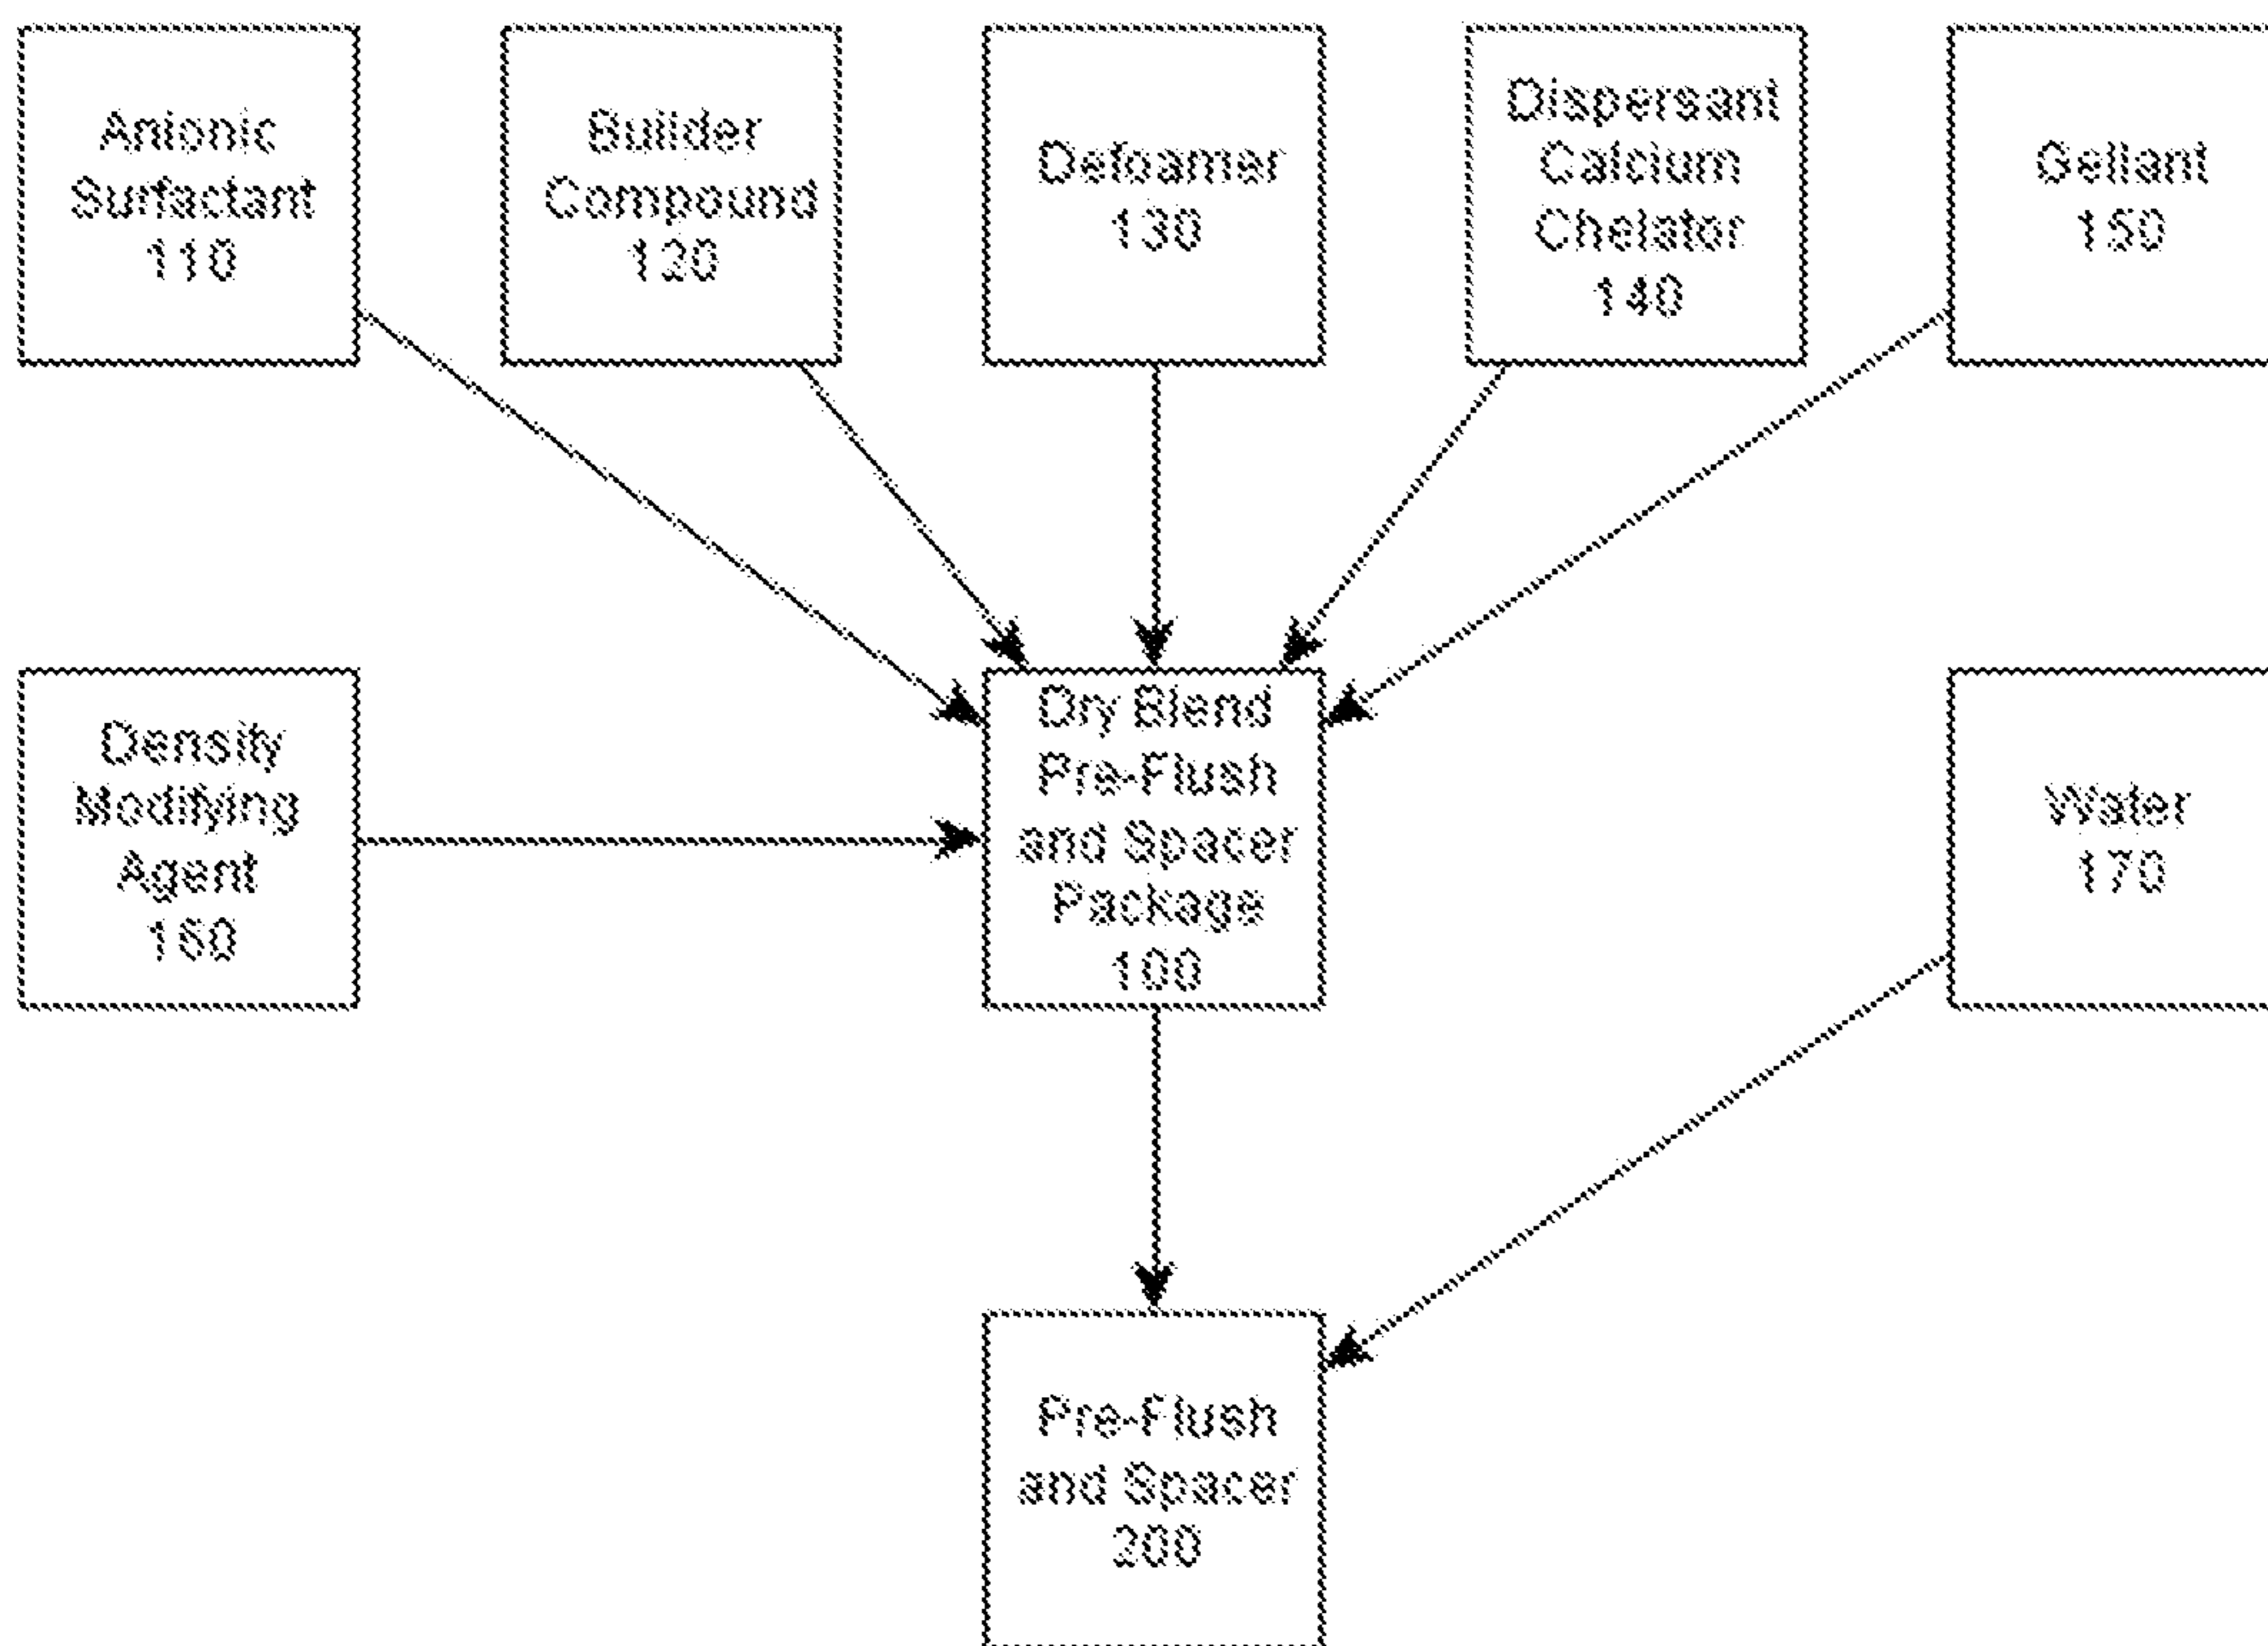 Anionic
Surfactant
110
Builder
Compound
120
Defoamer
130
Dispersant
Calcium
Chelator
140
Gellant
150
Density
Modifying
Agent
160
Dry Blend
Pre-Flush
and Spacer
Package
100
Water
170
Pre-Flush
and Spacer
200